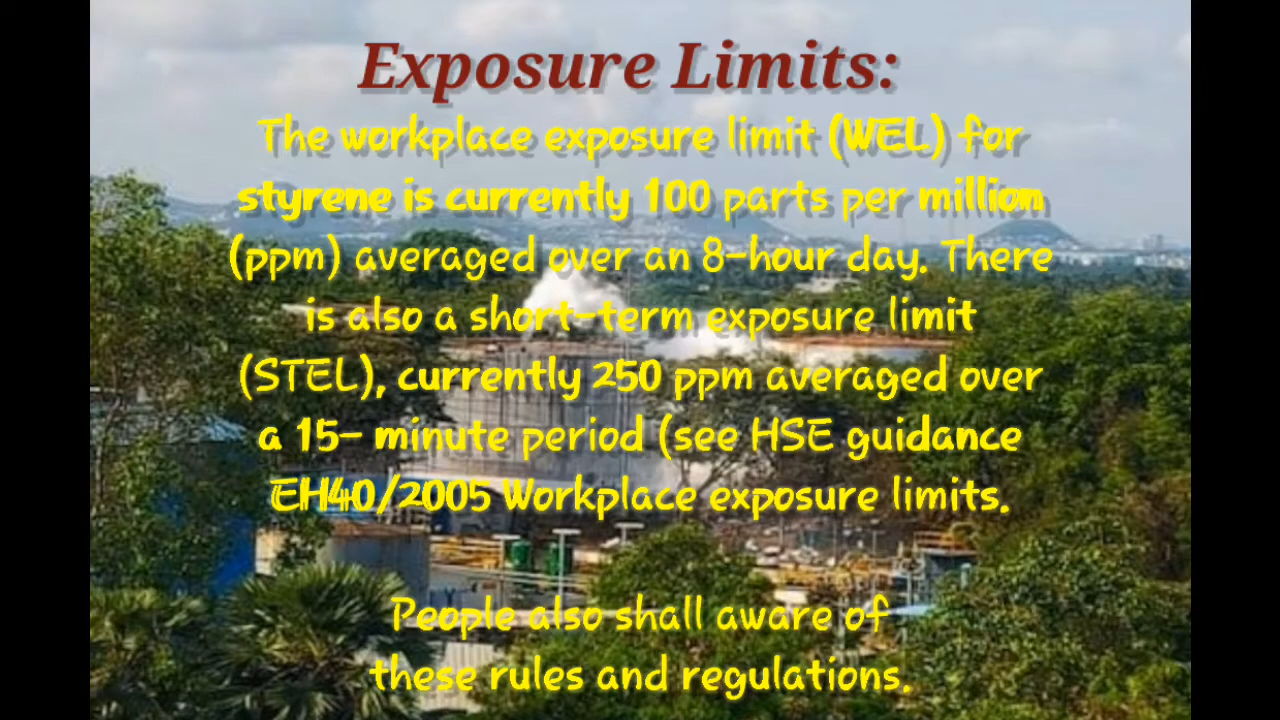 Exposure Limits:
The workplace exposure limit (WEL) for
styrene is currently 100 parts per million
(ppm) averaged over an 8-hour day. There
is also a short-term exposure limit
(STEL), currently 250 ppm averaged over
a 15- minute period (see HSE guidance
EH40/2005 Workplace exposure limits.
People also shall aware of
these rules and regulations.